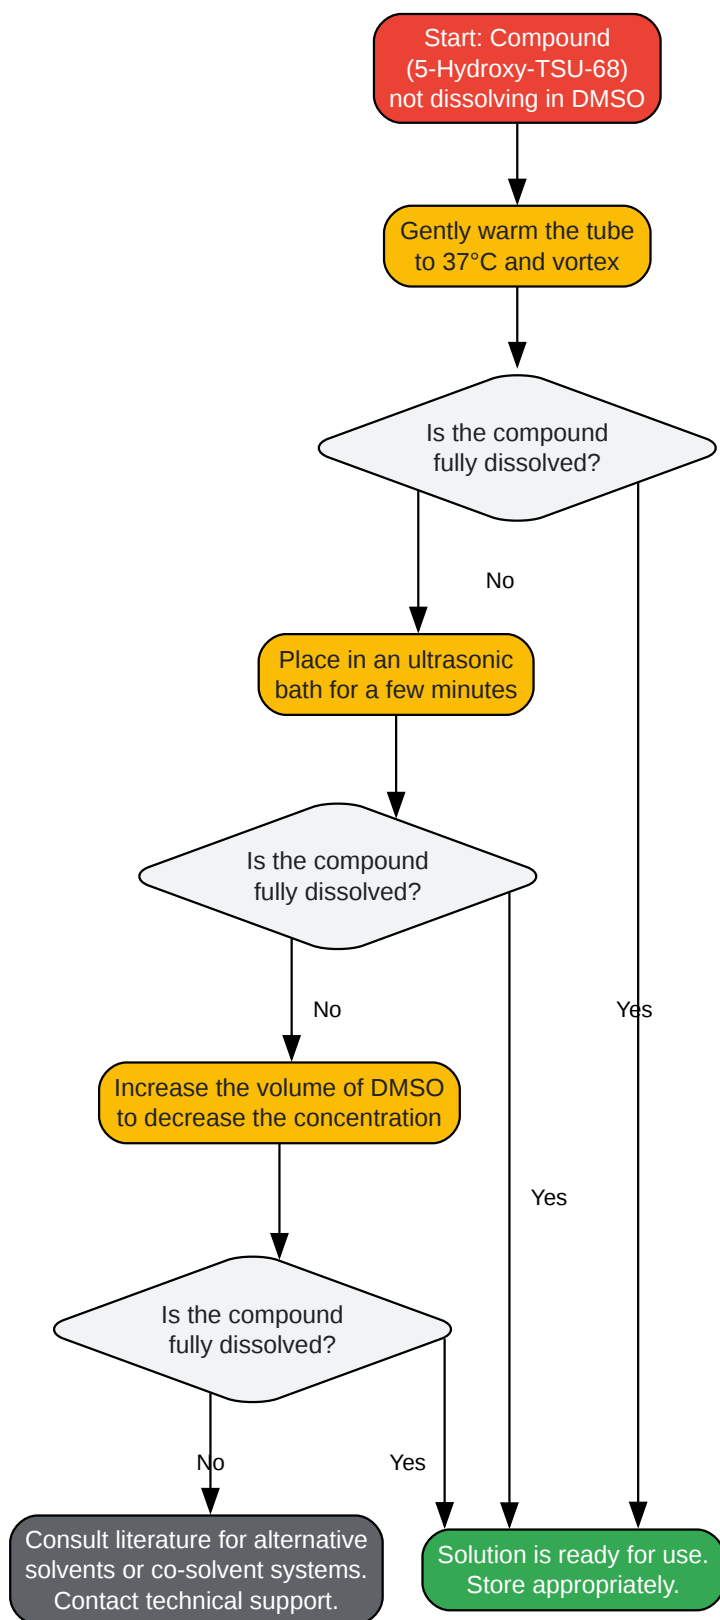 Start: Compound
(5-Hydroxy-TSU-68)
not dissolving in DMSO
Gently warm the tube
to 37°C and vortex
Is the compound
fully dissolved?
No
Place in an ultrasonic
bath for a few minutes
Is the compound
fully dissolved?
No
Yes
Increase the volume of DMSO
to decrease the concentration
Yes
Is the compound
fully dissolved?
No
Yes
Consult literature for alternative
solvents or co-solvent systems.
Contact technical support.
Solution is ready for use.
Store appropriately.